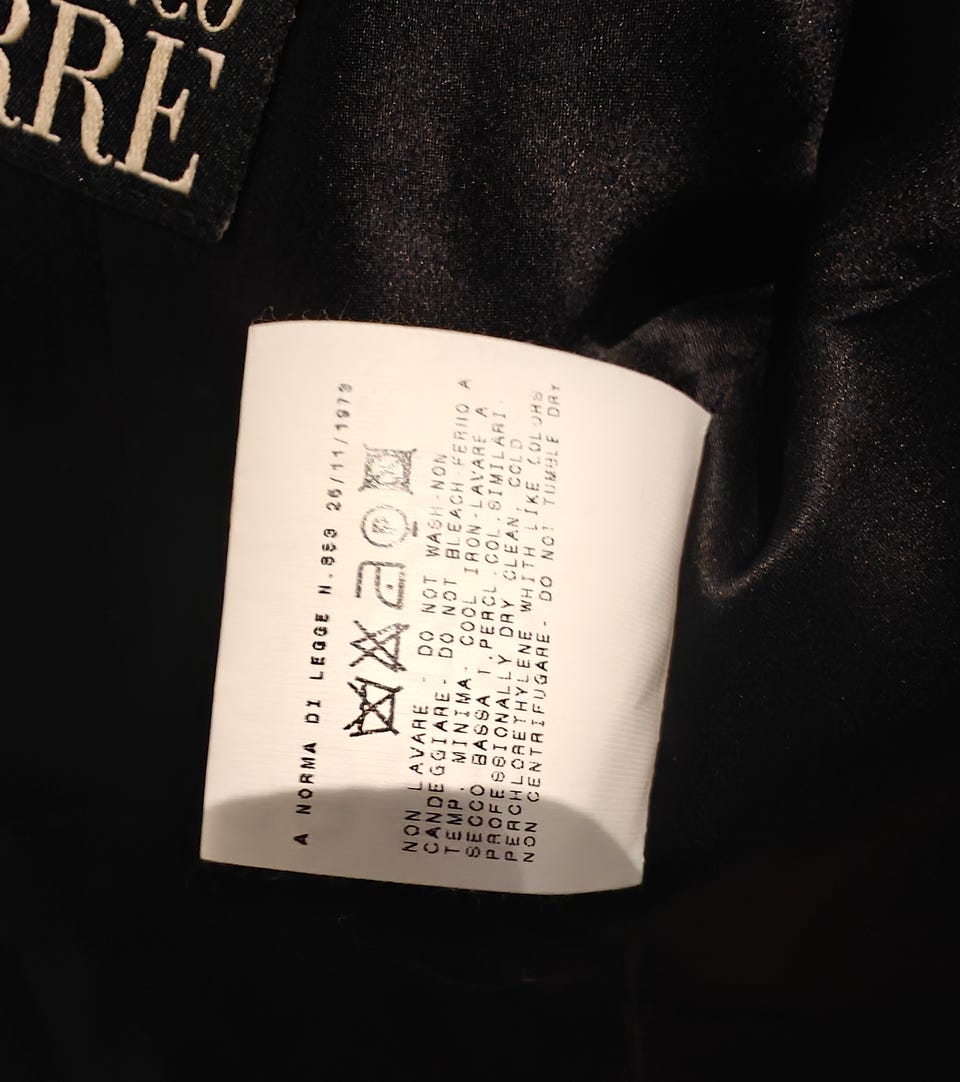 RRE
A NORMA DI LEGGE N.883 26/11/1973
NON LAVARE - DO NOT WASH-NON
CANDEGGIARE- DO NOT BLEACH-FERRO A
TEMP. MINIMA. COOL IRON-LAVARE A
SECCO BASSA T.PERCL.COL.SIMILARI.
PROFESSIONALLY DRY CLEAN, COLD
PERCHLORETHYLENE WHITH LIKE COLOURS
NON CENTRIFUGARE- DO NOT TUMBLE DRY